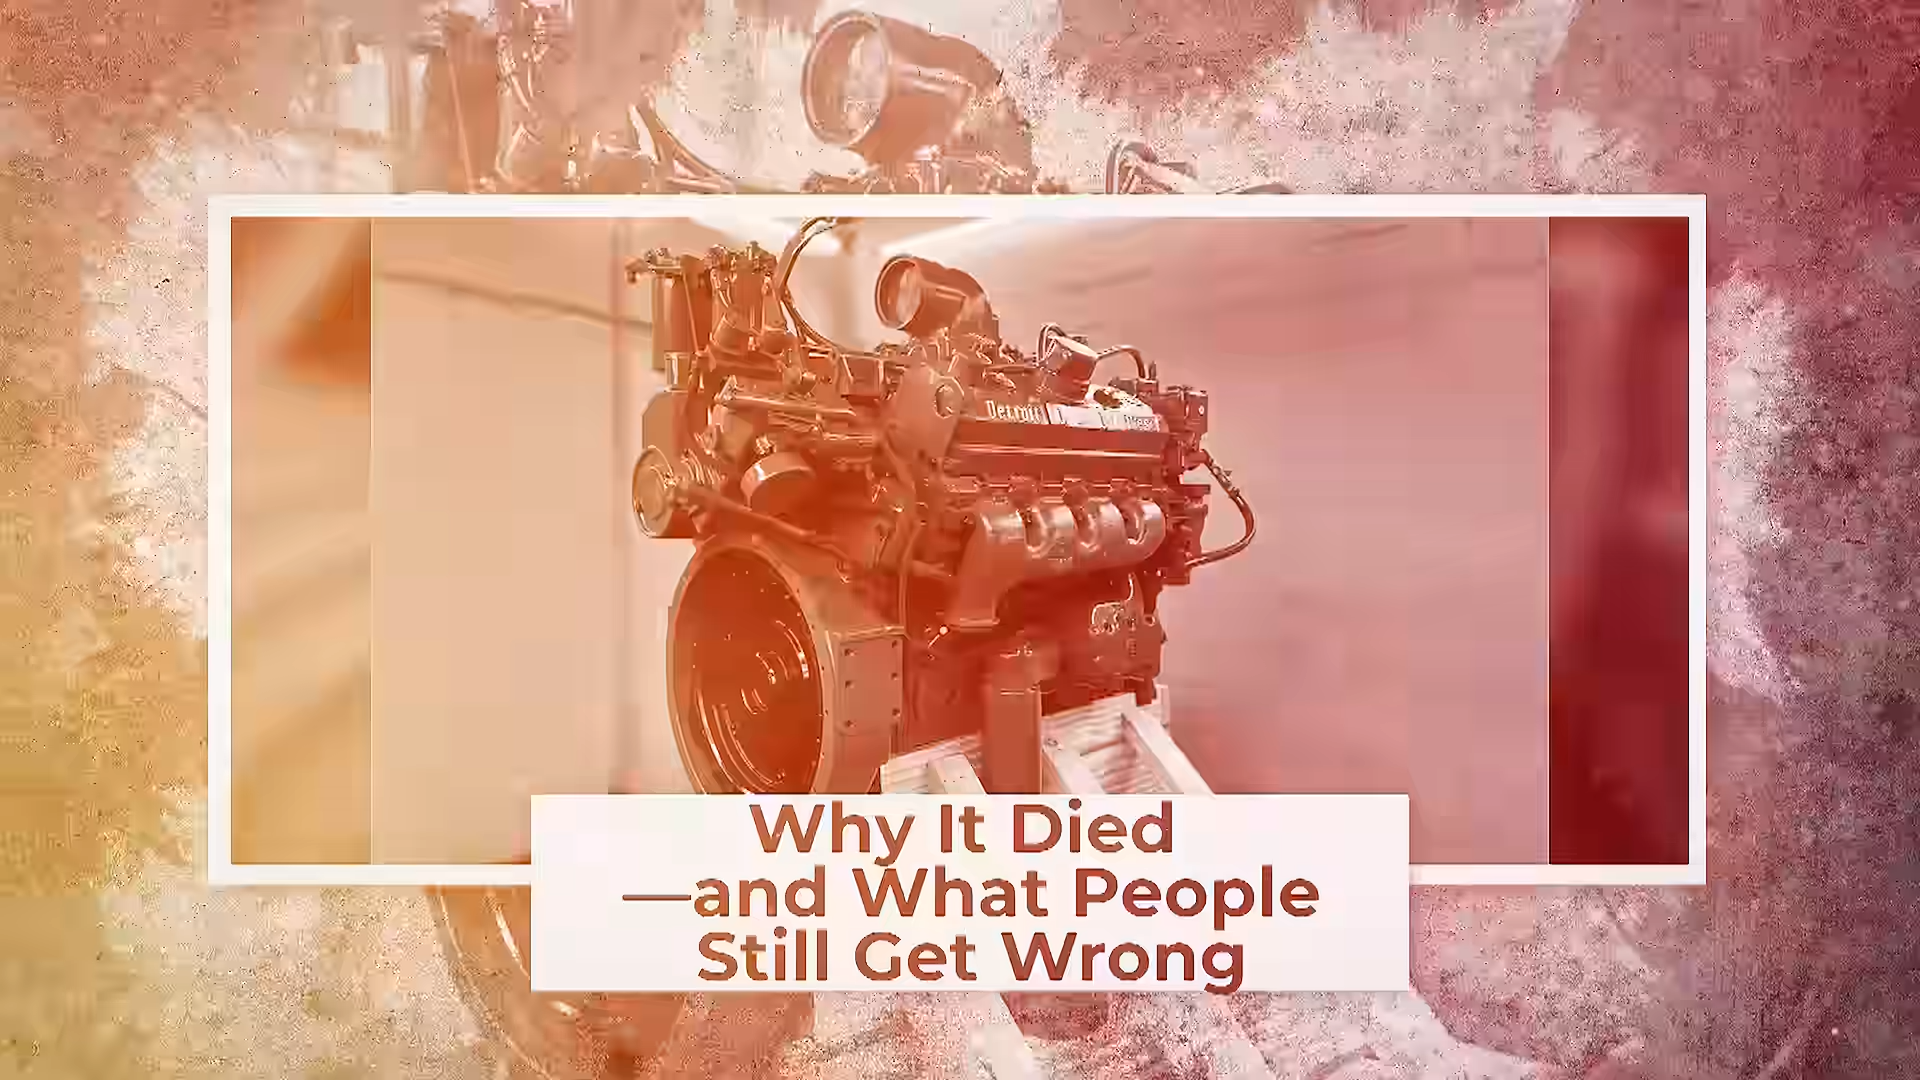 Detroit
Why It Died
—and What People
Still Get Wrong